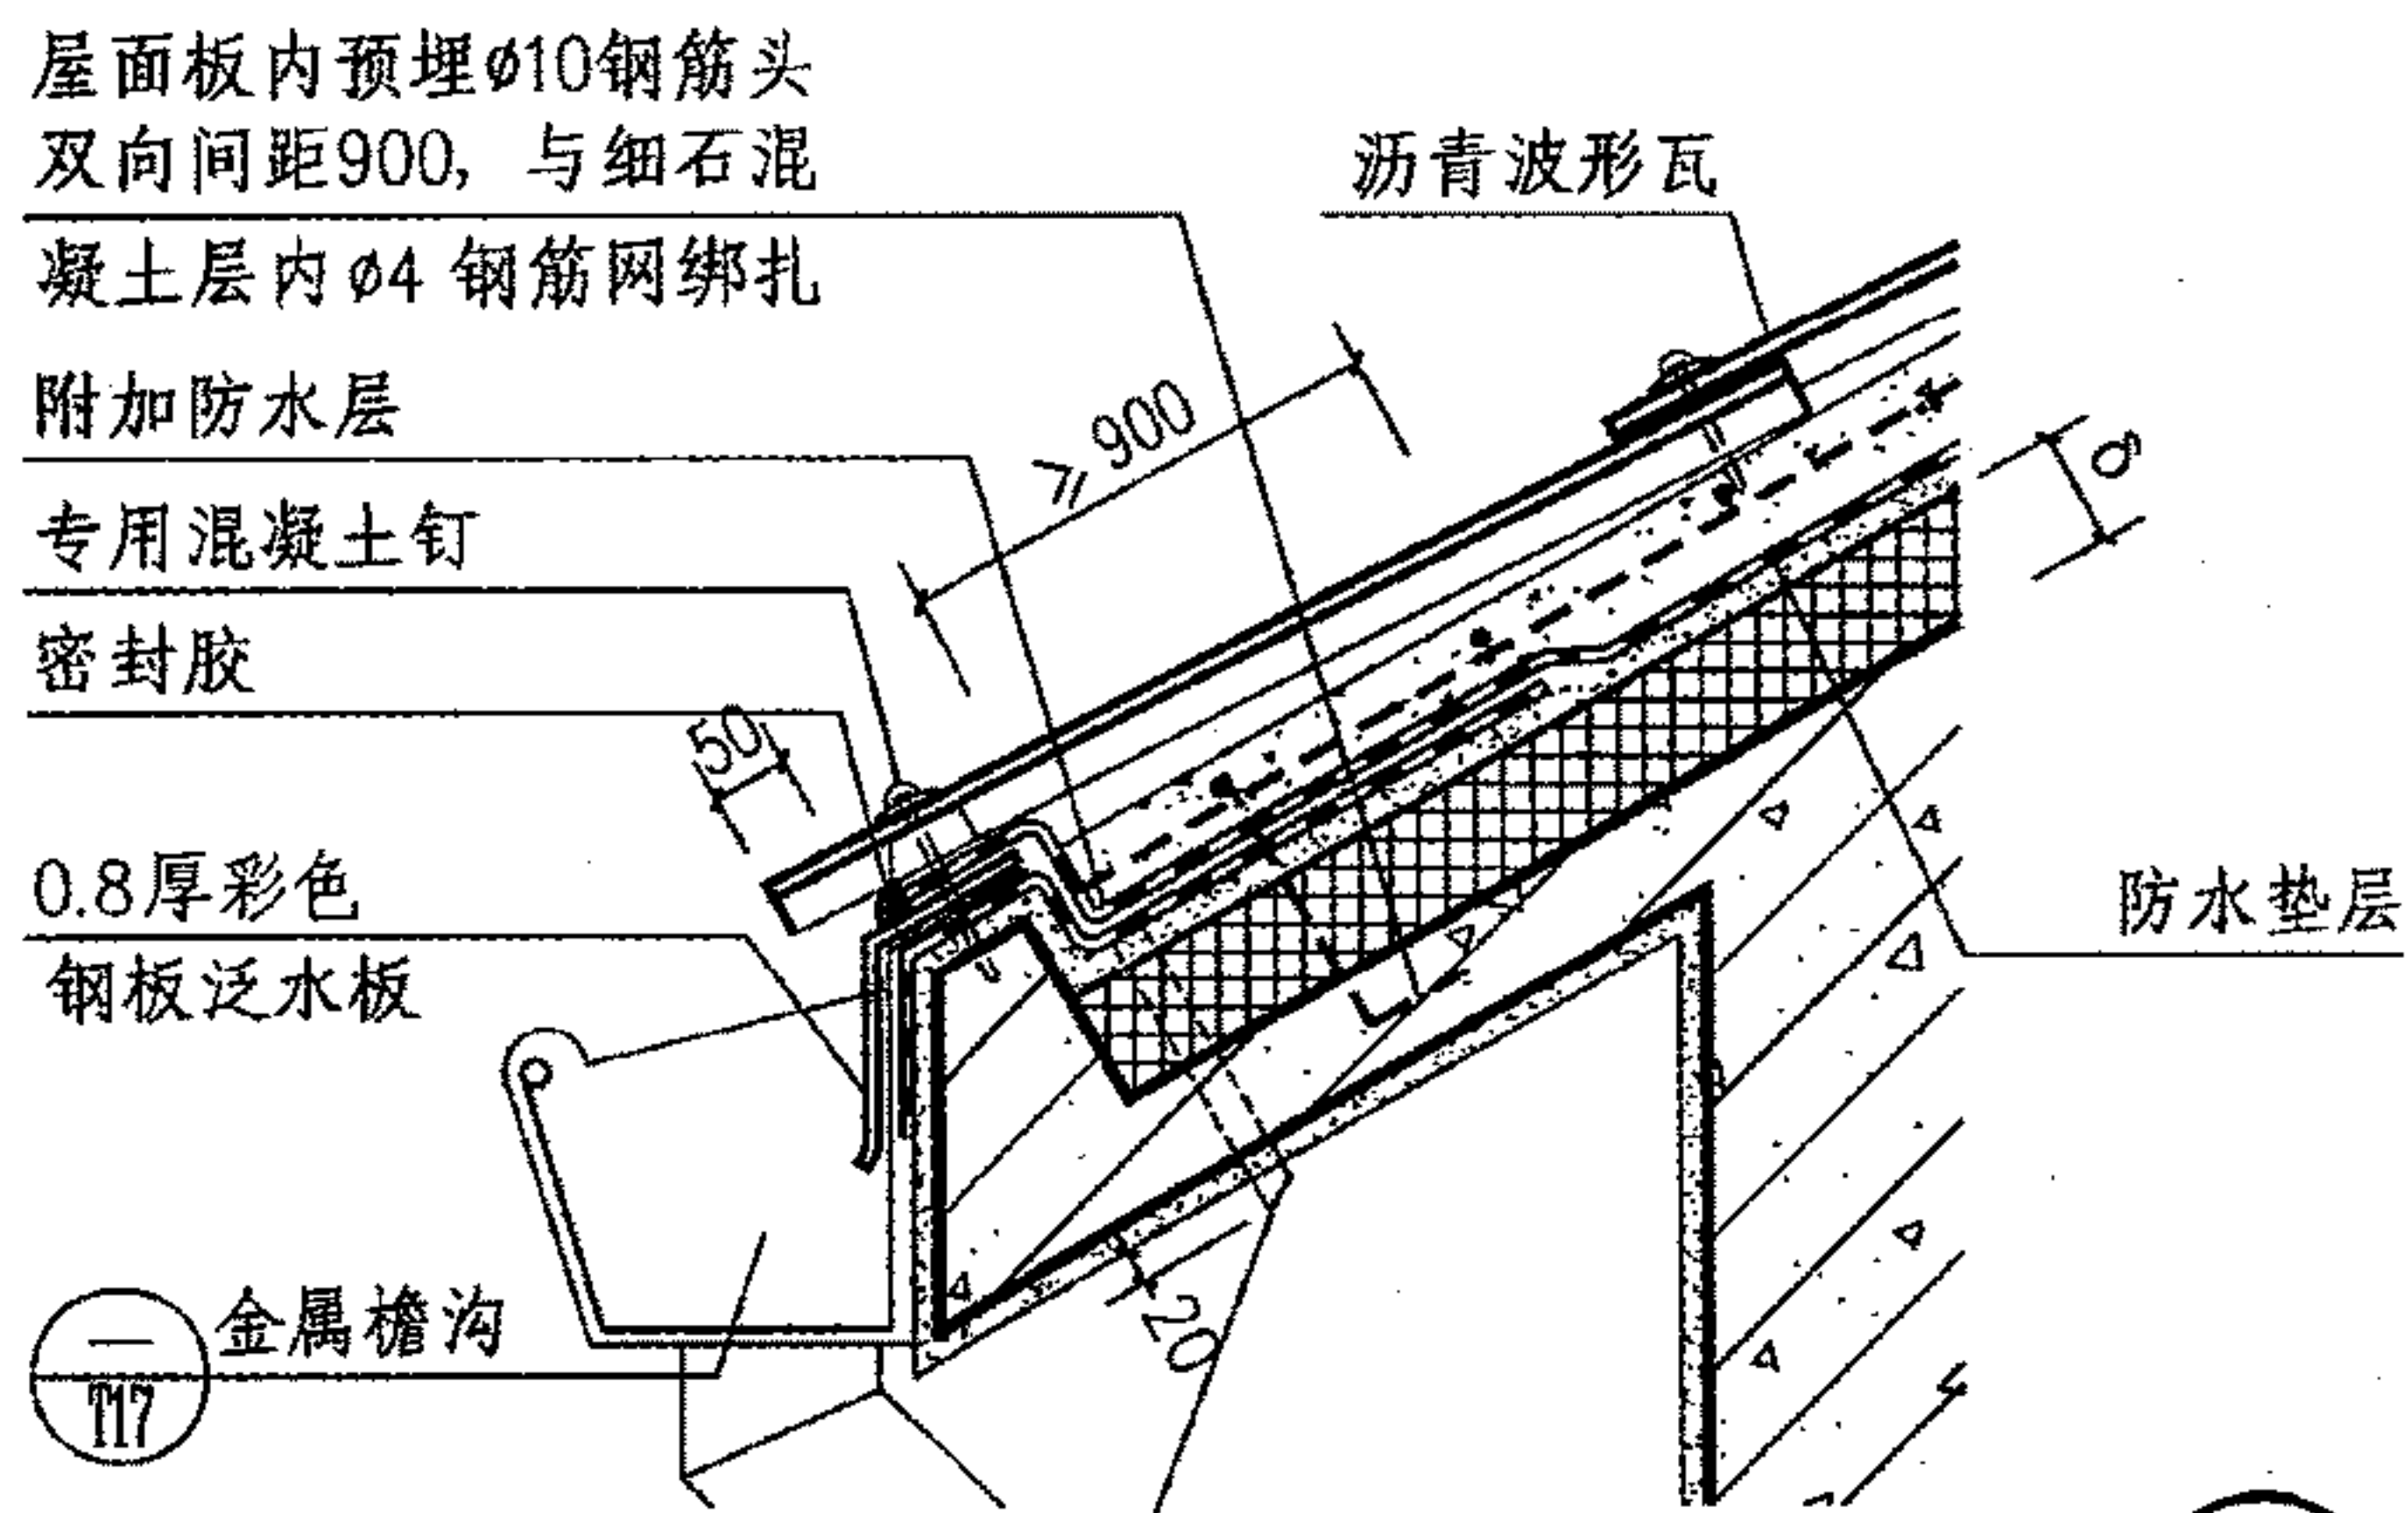 屋面板内预埋ø10钢筋头
双向间距900, 与细石混
凝土层内ø4 钢筋网绑扎
沥青波形瓦
附加防水层
≥900
专用混凝土钉
δ
密封胶
50
0.8厚彩色
钢板泛水板
防水垫层
金属檐沟
20
—
T17